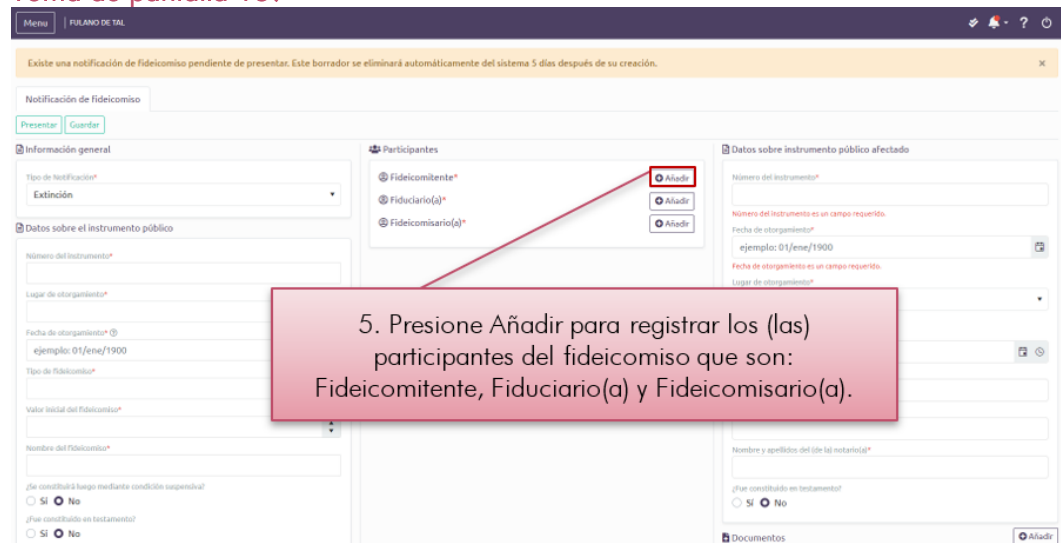 Menu | FULANO DE TAL
Existe una notificación de fideicomiso pendiente de presentar. Este borrador se eliminará automáticamente del sistema 5 días después de su creación.
Notificación de fideicomiso
Presentar Guardar
Información general
Tipo de Notificación*
Extinción
Datos sobre el instrumento público
Número del instrumento*
Lugar de otorgamiento*
Fecha de otorgamiento*
ejemplo: 01/ene/1900
Tipo de fideicomiso*
Valor inicial del fideicomiso*
Nombre del fideicomiso*
¿Se constituirá luego mediante condición suspensiva?
Sí No
¿Fue constituido en testamento?
Sí No
Participantes
Fideicomitente* Añadir
Fiduciario(a)* Añadir
Fideicomisario(a)* Añadir
5. Presione Añadir para registrar los (las)
participantes del fideicomiso que son:
Fideicomitente, Fiduciario(a) y Fideicomisario(a).
Datos sobre instrumento público afectado
Número del instrumento*
Número del instrumento es un campo requerido.
Fecha de otorgamiento*
ejemplo: 01/ene/1900
Fecha de otorgamiento es un campo requerido.
Lugar de otorgamiento*
Nombre y apellidos del (de la) notario(a)*
¿Fue constituido en testamento?
Sí No
Documentos Añadir